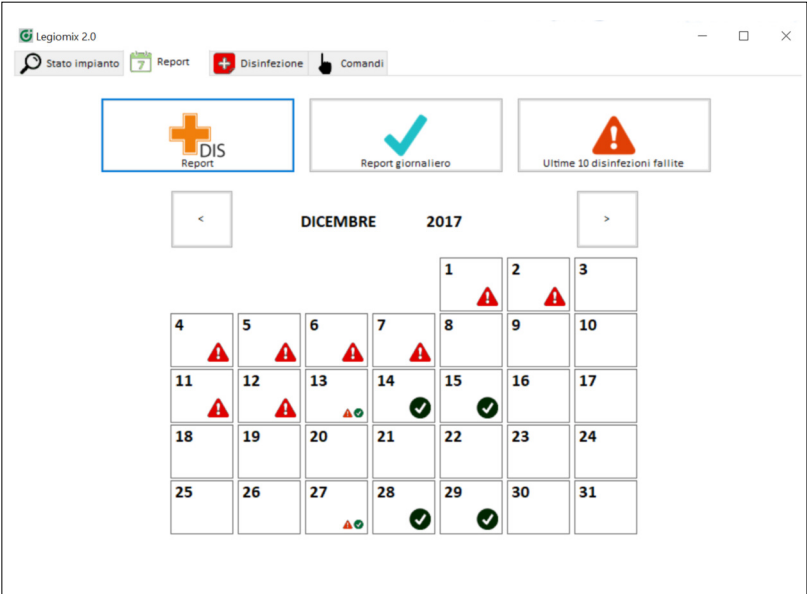 Legiomix 2.0
Stato impianto 7 Report Disinfezione Comandi
DIS
Report Report giornaliero Ultime 10 disinfezioni fallite
< DICEMBRE 2017 >
1 2 3
4 5 6 7 8 9 10
11 12 13 14 15 16 17
18 19 20 21 22 23 24
25 26 27 28 29 30 31